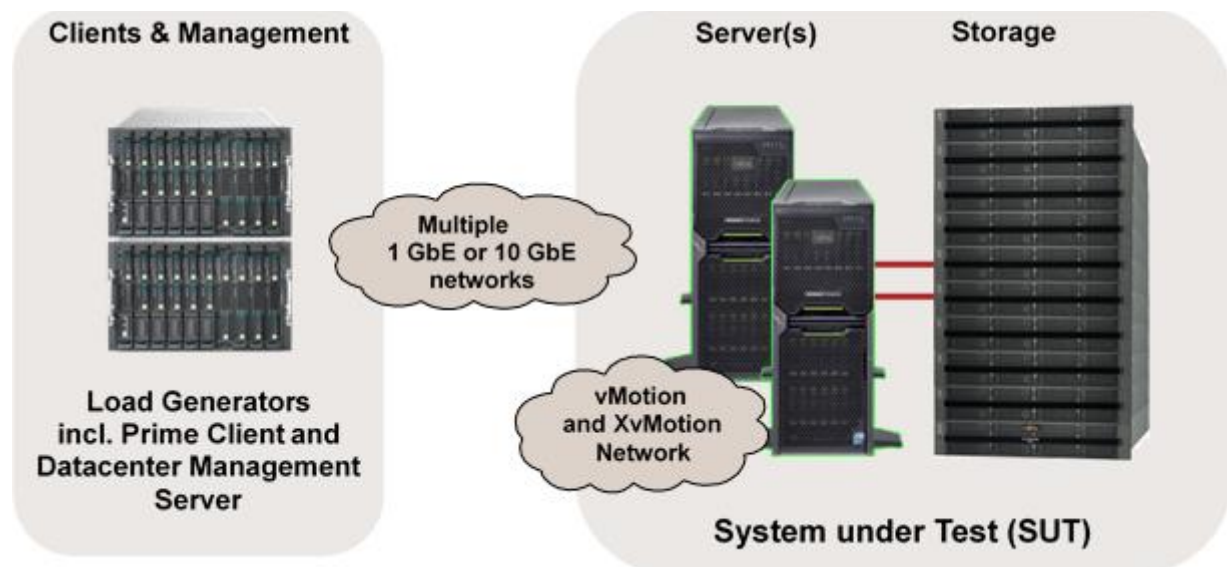 Clients & Management
Server(s)
Storage
Multiple
1 GbE or 10 GbE
networks
vMotion
and XvMotion
Network
Load Generators
incl. Prime Client and
Datacenter Management
Server
System under Test (SUT)